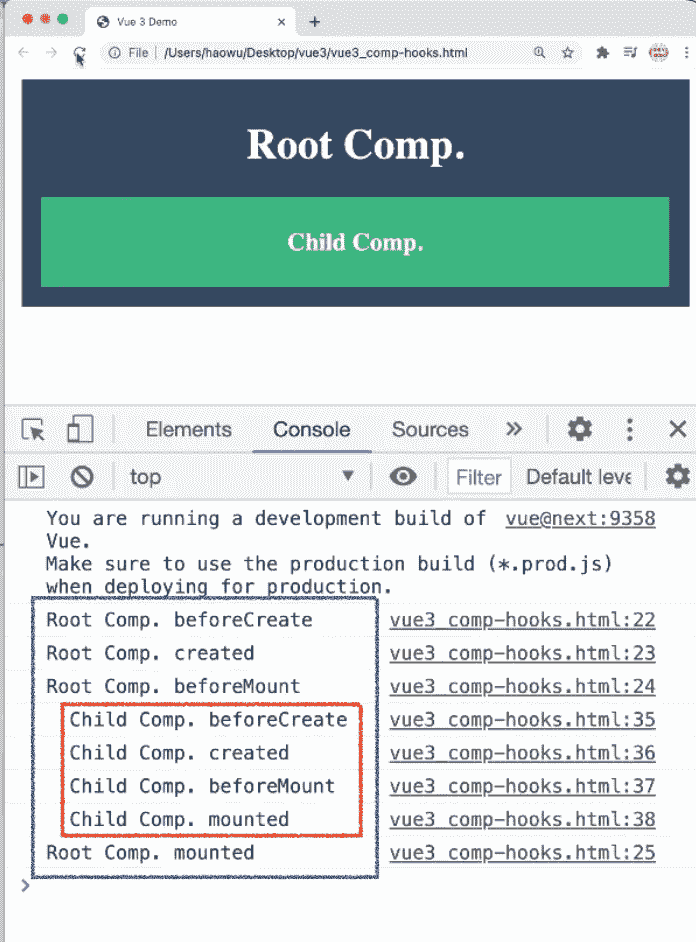 Vue 3 Demo
File /Users/haowu/Desktop/vue3/vue3_comp-hooks.html
Root Comp.
Child Comp.
Elements Console Sources
top Filter Default leve
You are running a development build of vue@next:9358
Vue.
Make sure to use the production build (*.prod.js)
when deploying for production.
Root Comp. beforeCreate vue3_comp-hooks.html:22
Root Comp. created vue3_comp-hooks.html:23
Root Comp. beforeMount vue3_comp-hooks.html:24
Child Comp. beforeCreate vue3_comp-hooks.html:35
Child Comp. created vue3_comp-hooks.html:36
Child Comp. beforeMount vue3_comp-hooks.html:37
Child Comp. mounted vue3_comp-hooks.html:38
Root Comp. mounted vue3_comp-hooks.html:25